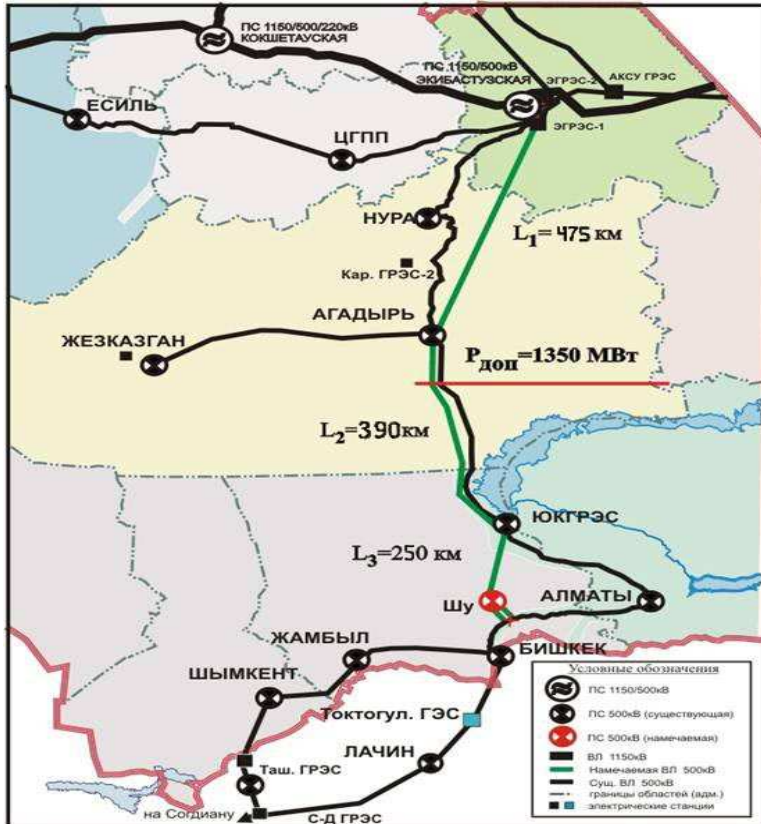 ПС 1150/500/220кВ
КОКШЕТАУСКАЯ
ПС 1150/500кВ
ЭКИБАСТУЗСКАЯ
ЭГРЭС-2
АКСУ ГРЭС
ЕСИЛЬ
ЦГПП
ЭГРЭС-1
НУРА
L1= 475 км
Кар. ГРЭС-2
АГАДЫРЬ
ЖЕЗКАЗГАН
Рдоп=1350 МВт
L2=390км
ЮКГРЭС
L3=250 км
Шу
АЛМАТЫ
ЖАМБЫЛ
БИШКЕК
ШЫМКЕНТ
Токтогул. ГЭС
ЛАЧИН
Таш. ГРЭС
на Согдиану
С-Д ГРЭС
Условные обозначения
ПС 1150/500кВ
ПС 500кВ (существующая)
ПС 500кВ (намечаемая)
ВЛ 1150кВ
Намечаемая ВЛ 500кВ
Сущ. ВЛ 500кВ
границы областей (адм.)
электрические станции